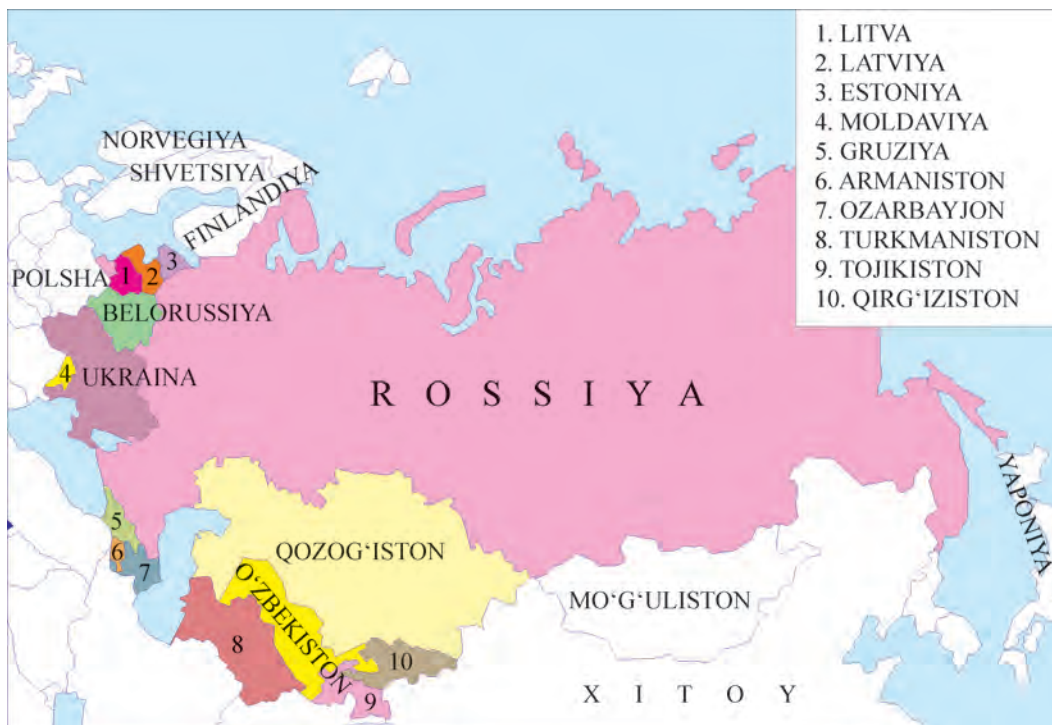 1. LITVA
2. LATVIYA
3. ESTONIYA
4. MOLDAVIYA
5. GRUZIYA
6. ARMANISTON
7. OZARBAYJON
8. TURKMANISTON
9. TOJIKISTON
10. QIRG‘IZISTON
NORVEGIYA
SHVETSIYA
FINLANDIYA
3
POLSHA
1
2
BELORUSSIYA
4
UKRAINA
ROSSIYA
YAPONIYA
5
6
7
QOZOG‘ISTON
O‘ZBEKISTON
MO‘G‘ULISTON
8
10
9
XITOY